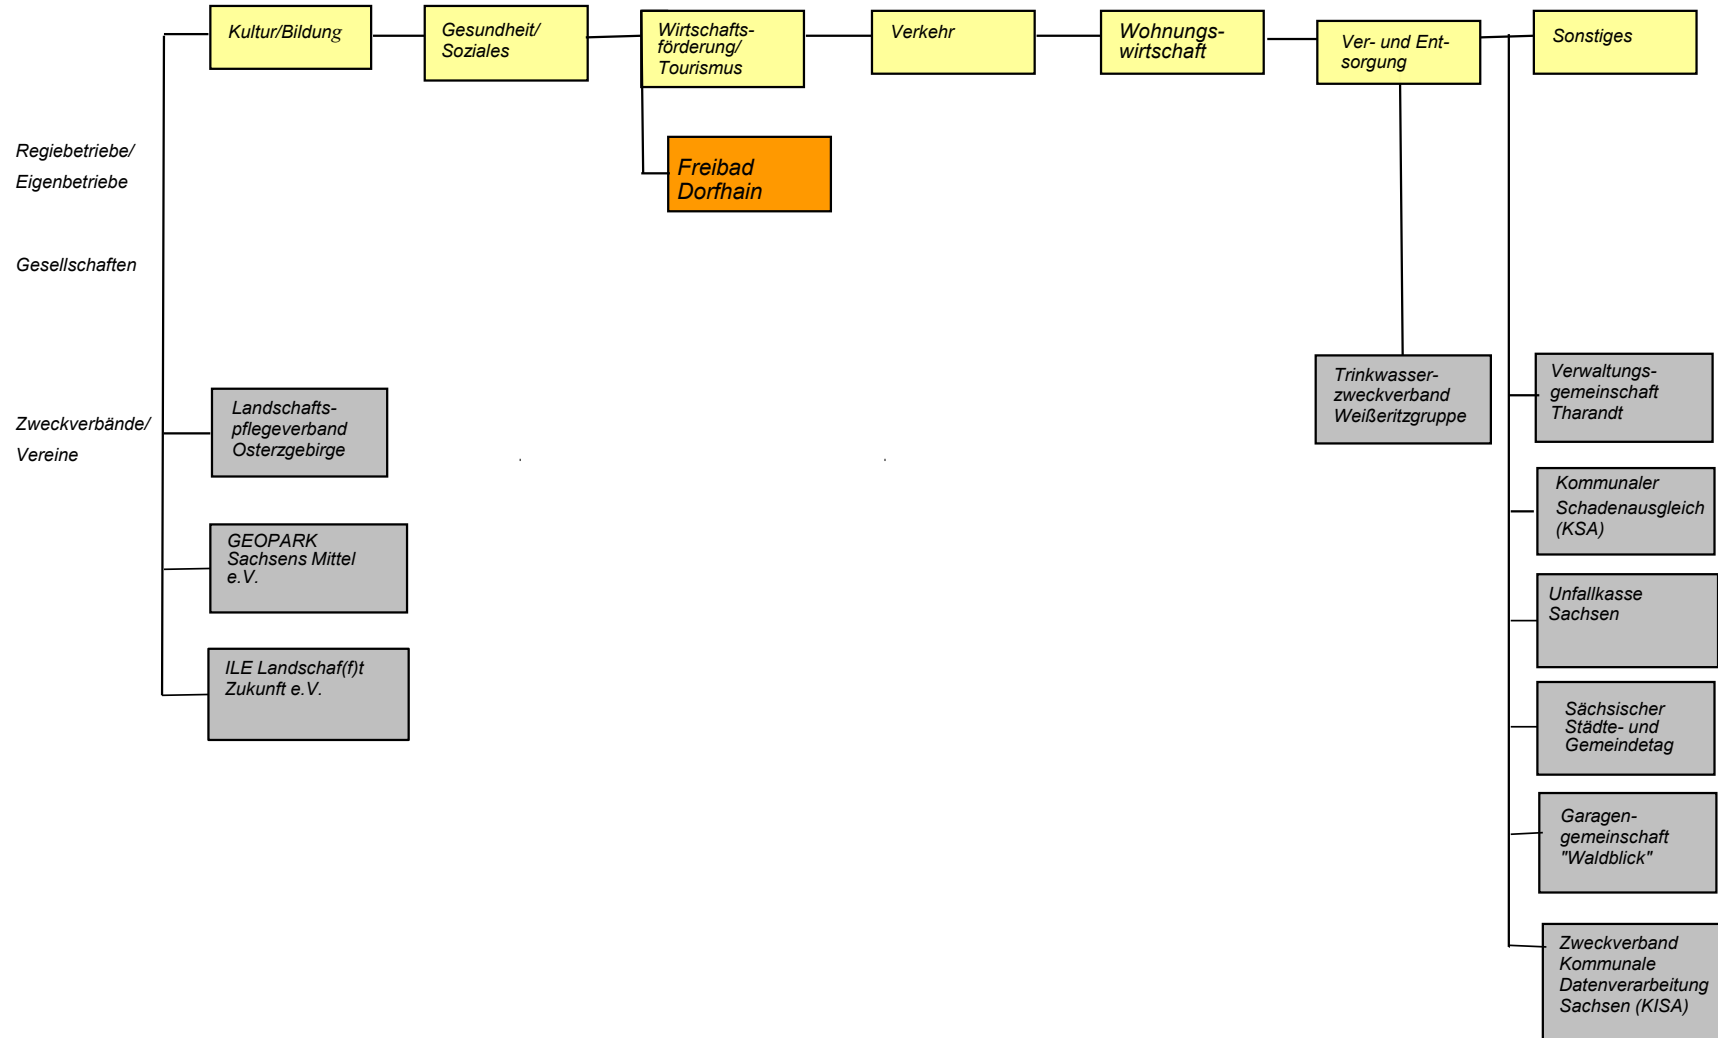 Kultur/Bildung
Gesundheit/
Soziales
Wirtschafts-
förderung/
Tourismus
Verkehr
Wohnungs-
wirtschaft
Ver- und Ent-
sorgung
Sonstiges
Regiebetriebe/
Eigenbetriebe
Freibad
Dorfhain
Gesellschaften
Zweckverbände/
Vereine
Landschafts-
pflegeverband
Osterzgebirge
GEOPARK
Sachsens Mittel
e.V.
ILE Landschaf(f)t
Zukunft e.V.
Trinkwasser-
zweckverband
Weißeritzgruppe
Verwaltungs-
gemeinschaft
Tharandt
Kommunaler
Schadenausgleich
(KSA)
Unfallkasse
Sachsen
Sächsischer
Städte- und
Gemeindetag
Garagen-
gemeinschaft
"Waldblick"
Zweckverband
Kommunale
Datenverarbeitung
Sachsen (KISA)